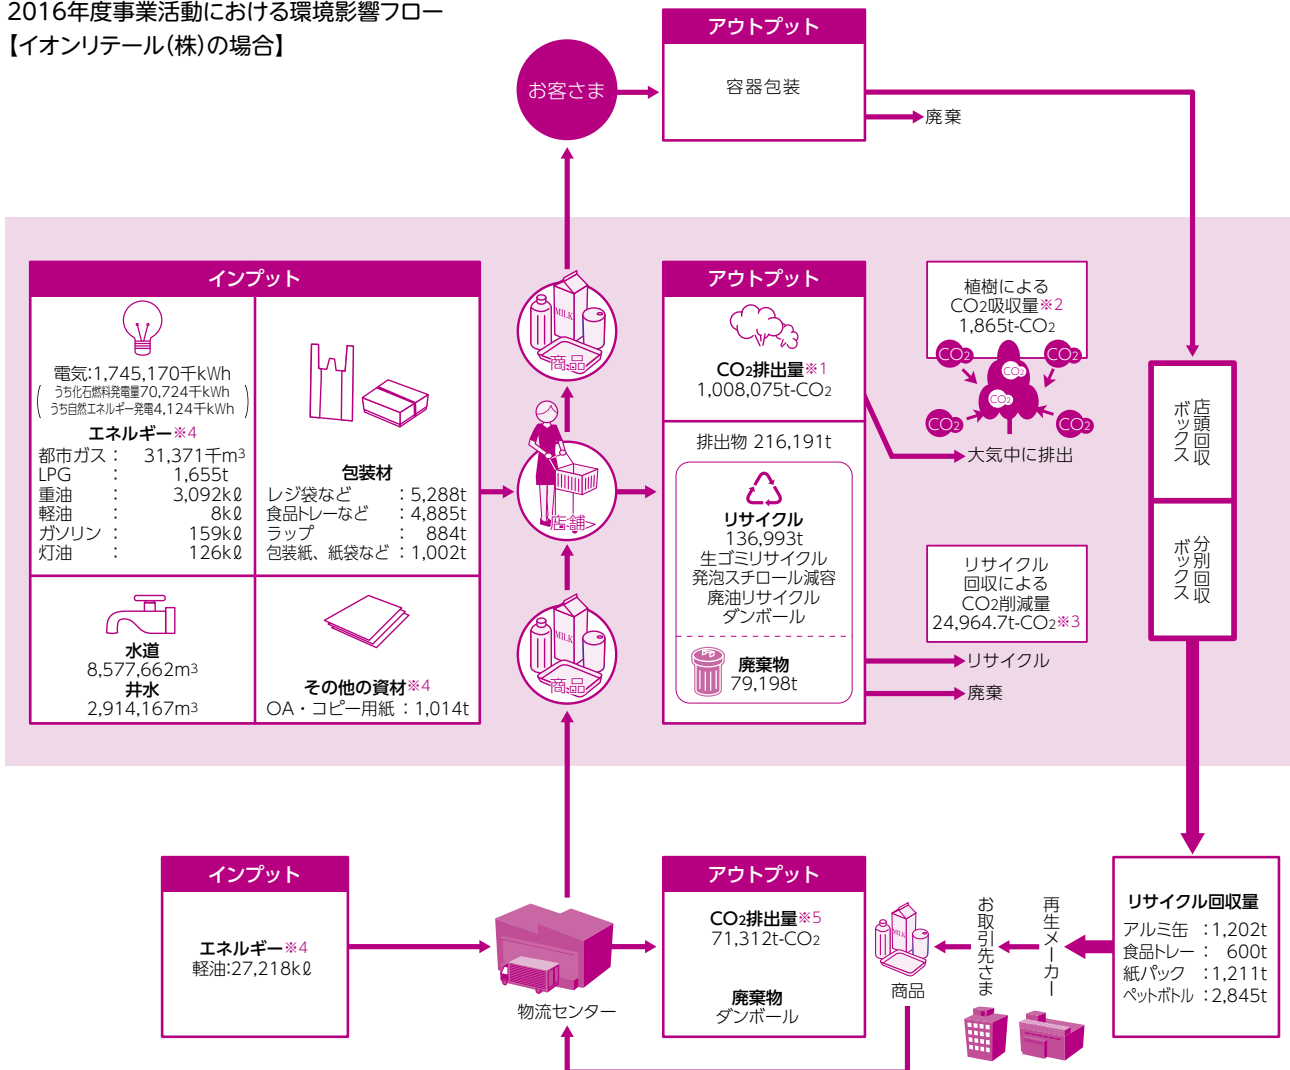 2016年度事業活動における環境影響フロー
【イオンリテール(株)の場合】
アウトプット
容器包装
お客さま
廃棄
インプット
電気:1,745,170千kWh
(うち化石燃料発電量70,724千kWh
うち自然エネルギー発電4,124千kWh)
エネルギー※4
都市ガス： 31,371千m3
LPG ： 1,655t
重油 ： 3,092kℓ
軽油 ： 8kℓ
ガソリン ： 159kℓ
灯油 ： 126kℓ
包装材
レジ袋など ：5,288t
食品トレーなど ：4,885t
ラップ ： 884t
包装紙、紙袋など：1,002t
水道
8,577,662m3
井水
2,914,167m3
その他の資材※4
OA・コピー用紙：1,014t
MILK
商品
店舗
MILK
商品
アウトプット
CO2排出量※1
1,008,075t-CO2
排出物 216,191t
リサイクル
136,993t
生ゴミリサイクル
発泡スチロール減容
廃油リサイクル
ダンボール
廃棄物
79,198t
植樹による
CO2吸収量※2
1,865t-CO2
CO2
CO2
CO2
CO2
CO2
CO2
大気中に排出
リサイクル
回収による
CO2削減量
24,964.7t-CO2※3
リサイクル
廃棄
店頭回収
ボックス
分別回収
ボックス
インプット
エネルギー※4
軽油:27,218kℓ
物流センター
アウトプット
CO2排出量※5
71,312t-CO2
廃棄物
ダンボール
MILK
商品
お取引先さま
再生メーカー
リサイクル回収量
アルミ缶 ：1,202t
食品トレー： 600t
紙パック ：1,211t
ペットボトル：2,845t